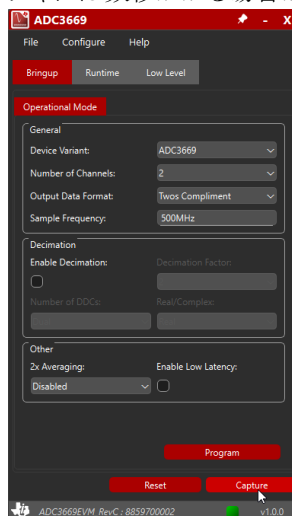 ADC3669 - X
File Configure Help
Bringup Runtime Low Level
Operational Mode
General
Device Variant: ADC3669
Number of Channels: 2
Output Data Format: Twos Compliment
Sample Frequency: 500MHz
Decimation
Enable Decimation: Decimation Factor:
Number of DDCs: Real/Complex:
Other
2x Averaging: Enable Low Latency:
Disabled
Program
Reset Capture
ADC3669EVM RevC : 8859700002 v1.0.0